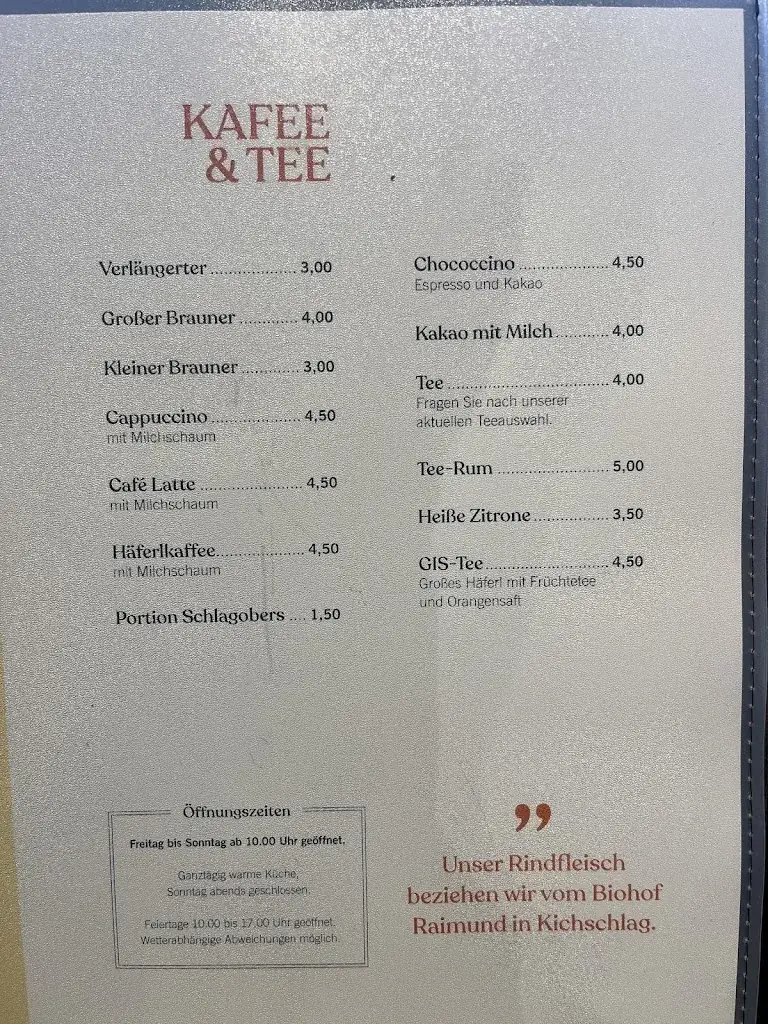 KAFEE
& TEE
Verlängerter .................. 3,00
Großer Brauner ............ 4,00
Kleiner Brauner ............ 3,00
Cappuccino .................. 4,50
mit Milchschaum
Café Latte ..................... 4,50
mit Milchschaum
Häferlkaffee.................. 4,50
mit Milchschaum
Portion Schlagobers .... 1,50
Chococcino .................. 4,50
Espresso und Kakao
Kakao mit Milch ........... 4,00
Tee ................................. 4,00
Fragen Sie nach unserer
aktuellen Teeauswahl.
Tee-Rum ....................... 5,00
Heiße Zitrone ................ 3,50
GIS-Tee ......................... 4,50
Großes Häferl mit Früchtetee
und Orangensaft
Öffnungszeiten
Freitag bis Sonntag ab 10.00 Uhr geöffnet.
Ganztägig warme Küche,
Sonntag abends geschlossen.
Feiertage 10.00 bis 17.00 Uhr geöffnet.
Wetterabhängige Abweichungen möglich.
”
Unser Rindfleisch
beziehen wir vom Biohof
Raimund in Kichschlag.